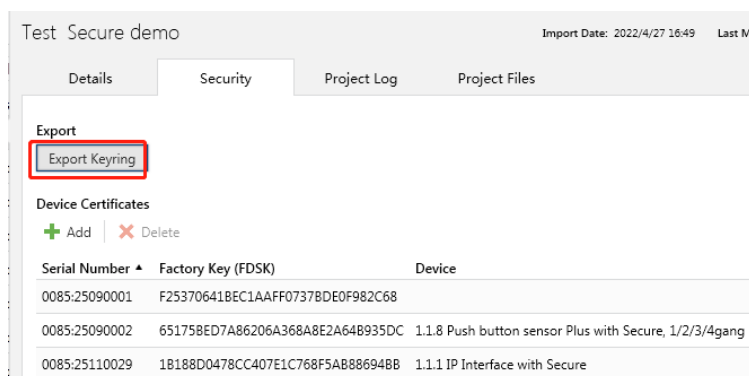 Test Secure demo
Import Date: 2022/4/27 16:49 Last M
Details Security Project Log Project Files
Export
Export Keyring
Device Certificates
Add Delete
Serial Number Factory Key (FDSK) Device
0085:25090001 F25370641BEC1AAFF0737BDE0F982C68
0085:25090002 65175BED7A86206A368A8E2A64B935DC 1.1.8 Push button sensor Plus with Secure, 1/2/3/4gang
0085:25110029 1B188D0478CC407E1C768F5AB88694BB 1.1.1 IP Interface with Secure